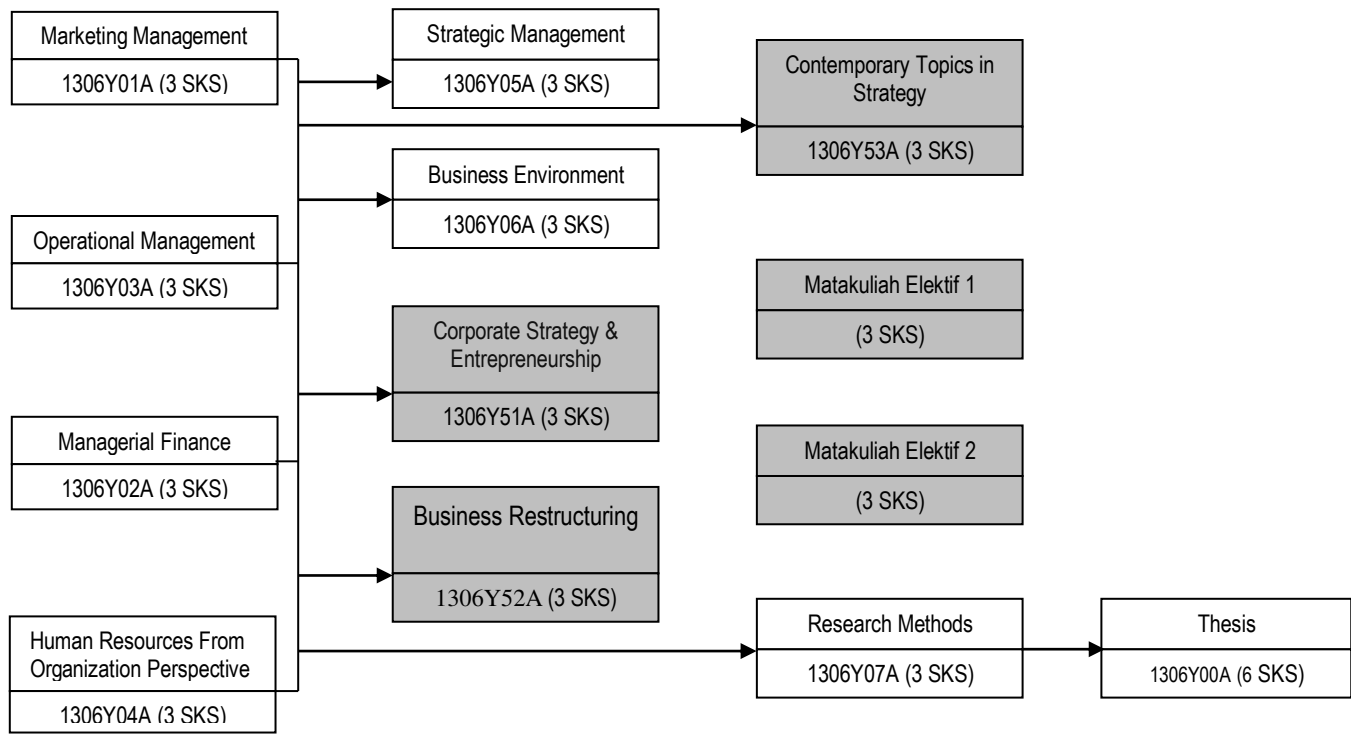 Marketing Management
1306Y01A (3 SKS)
Operational Management
1306Y03A (3 SKS)
Managerial Finance
1306Y02A (3 SKS)
Human Resources From
Organization Perspective
1306Y04A (3 SKS)
Strategic Management
1306Y05A (3 SKS)
Business Environment
1306Y06A (3 SKS)
Corporate Strategy &
Entrepreneurship
1306Y51A (3 SKS)
Business Restructuring
1306Y52A (3 SKS)
Contemporary Topics in
Strategy
1306Y53A (3 SKS)
Matakuliah Elektif 1
(3 SKS)
Matakuliah Elektif 2
(3 SKS)
Research Methods
1306Y07A (3 SKS)
Thesis
1306Y00A (6 SKS)